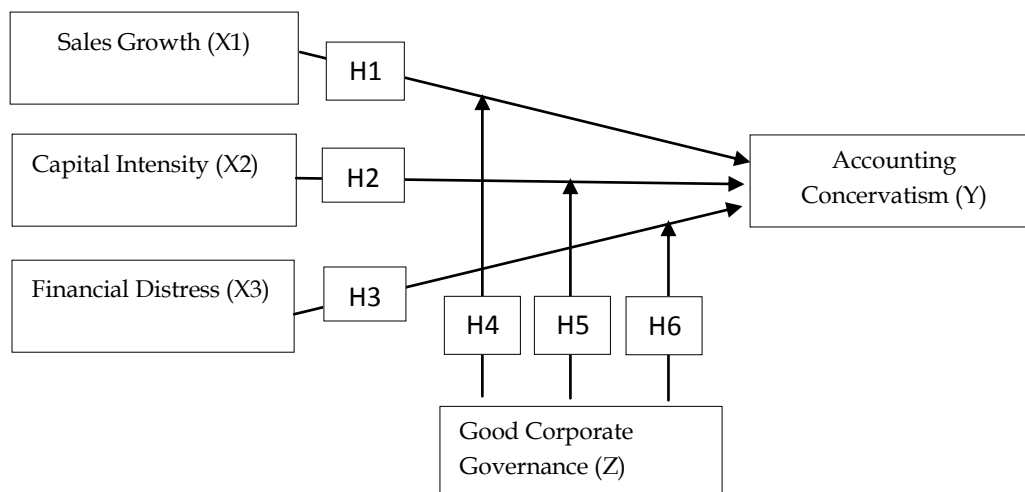 Sales Growth (X1)
H1
Capital Intensity (X2)
H2
Accounting
Concervatism (Y)
Financial Distress (X3)
H3
H4
H5
H6
Good Corporate
Governance (Z)